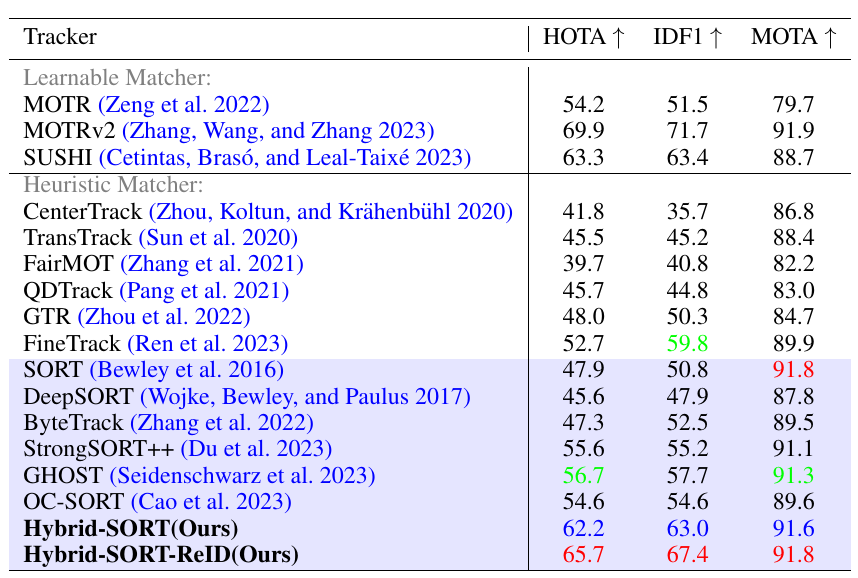 Tracker HOTA ↑ IDF1 ↑ MOTA ↑
Learnable Matcher:
MOTR (Zeng et al. 2022) 54.2 51.5 79.7
MOTRv2 (Zhang, Wang, and Zhang 2023) 69.9 71.7 91.9
SUSHI (Cetintas, Brasó, and Leal-Taixé 2023) 63.3 63.4 88.7
Heuristic Matcher:
CenterTrack (Zhou, Koltun, and Krähenbühl 2020) 41.8 35.7 86.8
TransTrack (Sun et al. 2020) 45.5 45.2 88.4
FairMOT (Zhang et al. 2021) 39.7 40.8 82.2
QDTrack (Pang et al. 2021) 45.7 44.8 83.0
GTR (Zhou et al. 2022) 48.0 50.3 84.7
FineTrack (Ren et al. 2023) 52.7 59.8 89.9
SORT (Bewley et al. 2016) 47.9 50.8 91.8
DeepSORT (Wojke, Bewley, and Paulus 2017) 45.6 47.9 87.8
ByteTrack (Zhang et al. 2022) 47.3 52.5 89.5
StrongSORT++ (Du et al. 2023) 55.6 55.2 91.1
GHOST (Seidenschwarz et al. 2023) 56.7 57.7 91.3
OC-SORT (Cao et al. 2023) 54.6 54.6 89.6
Hybrid-SORT(Ours) 62.2 63.0 91.6
Hybrid-SORT-ReID(Ours) 65.7 67.4 91.8